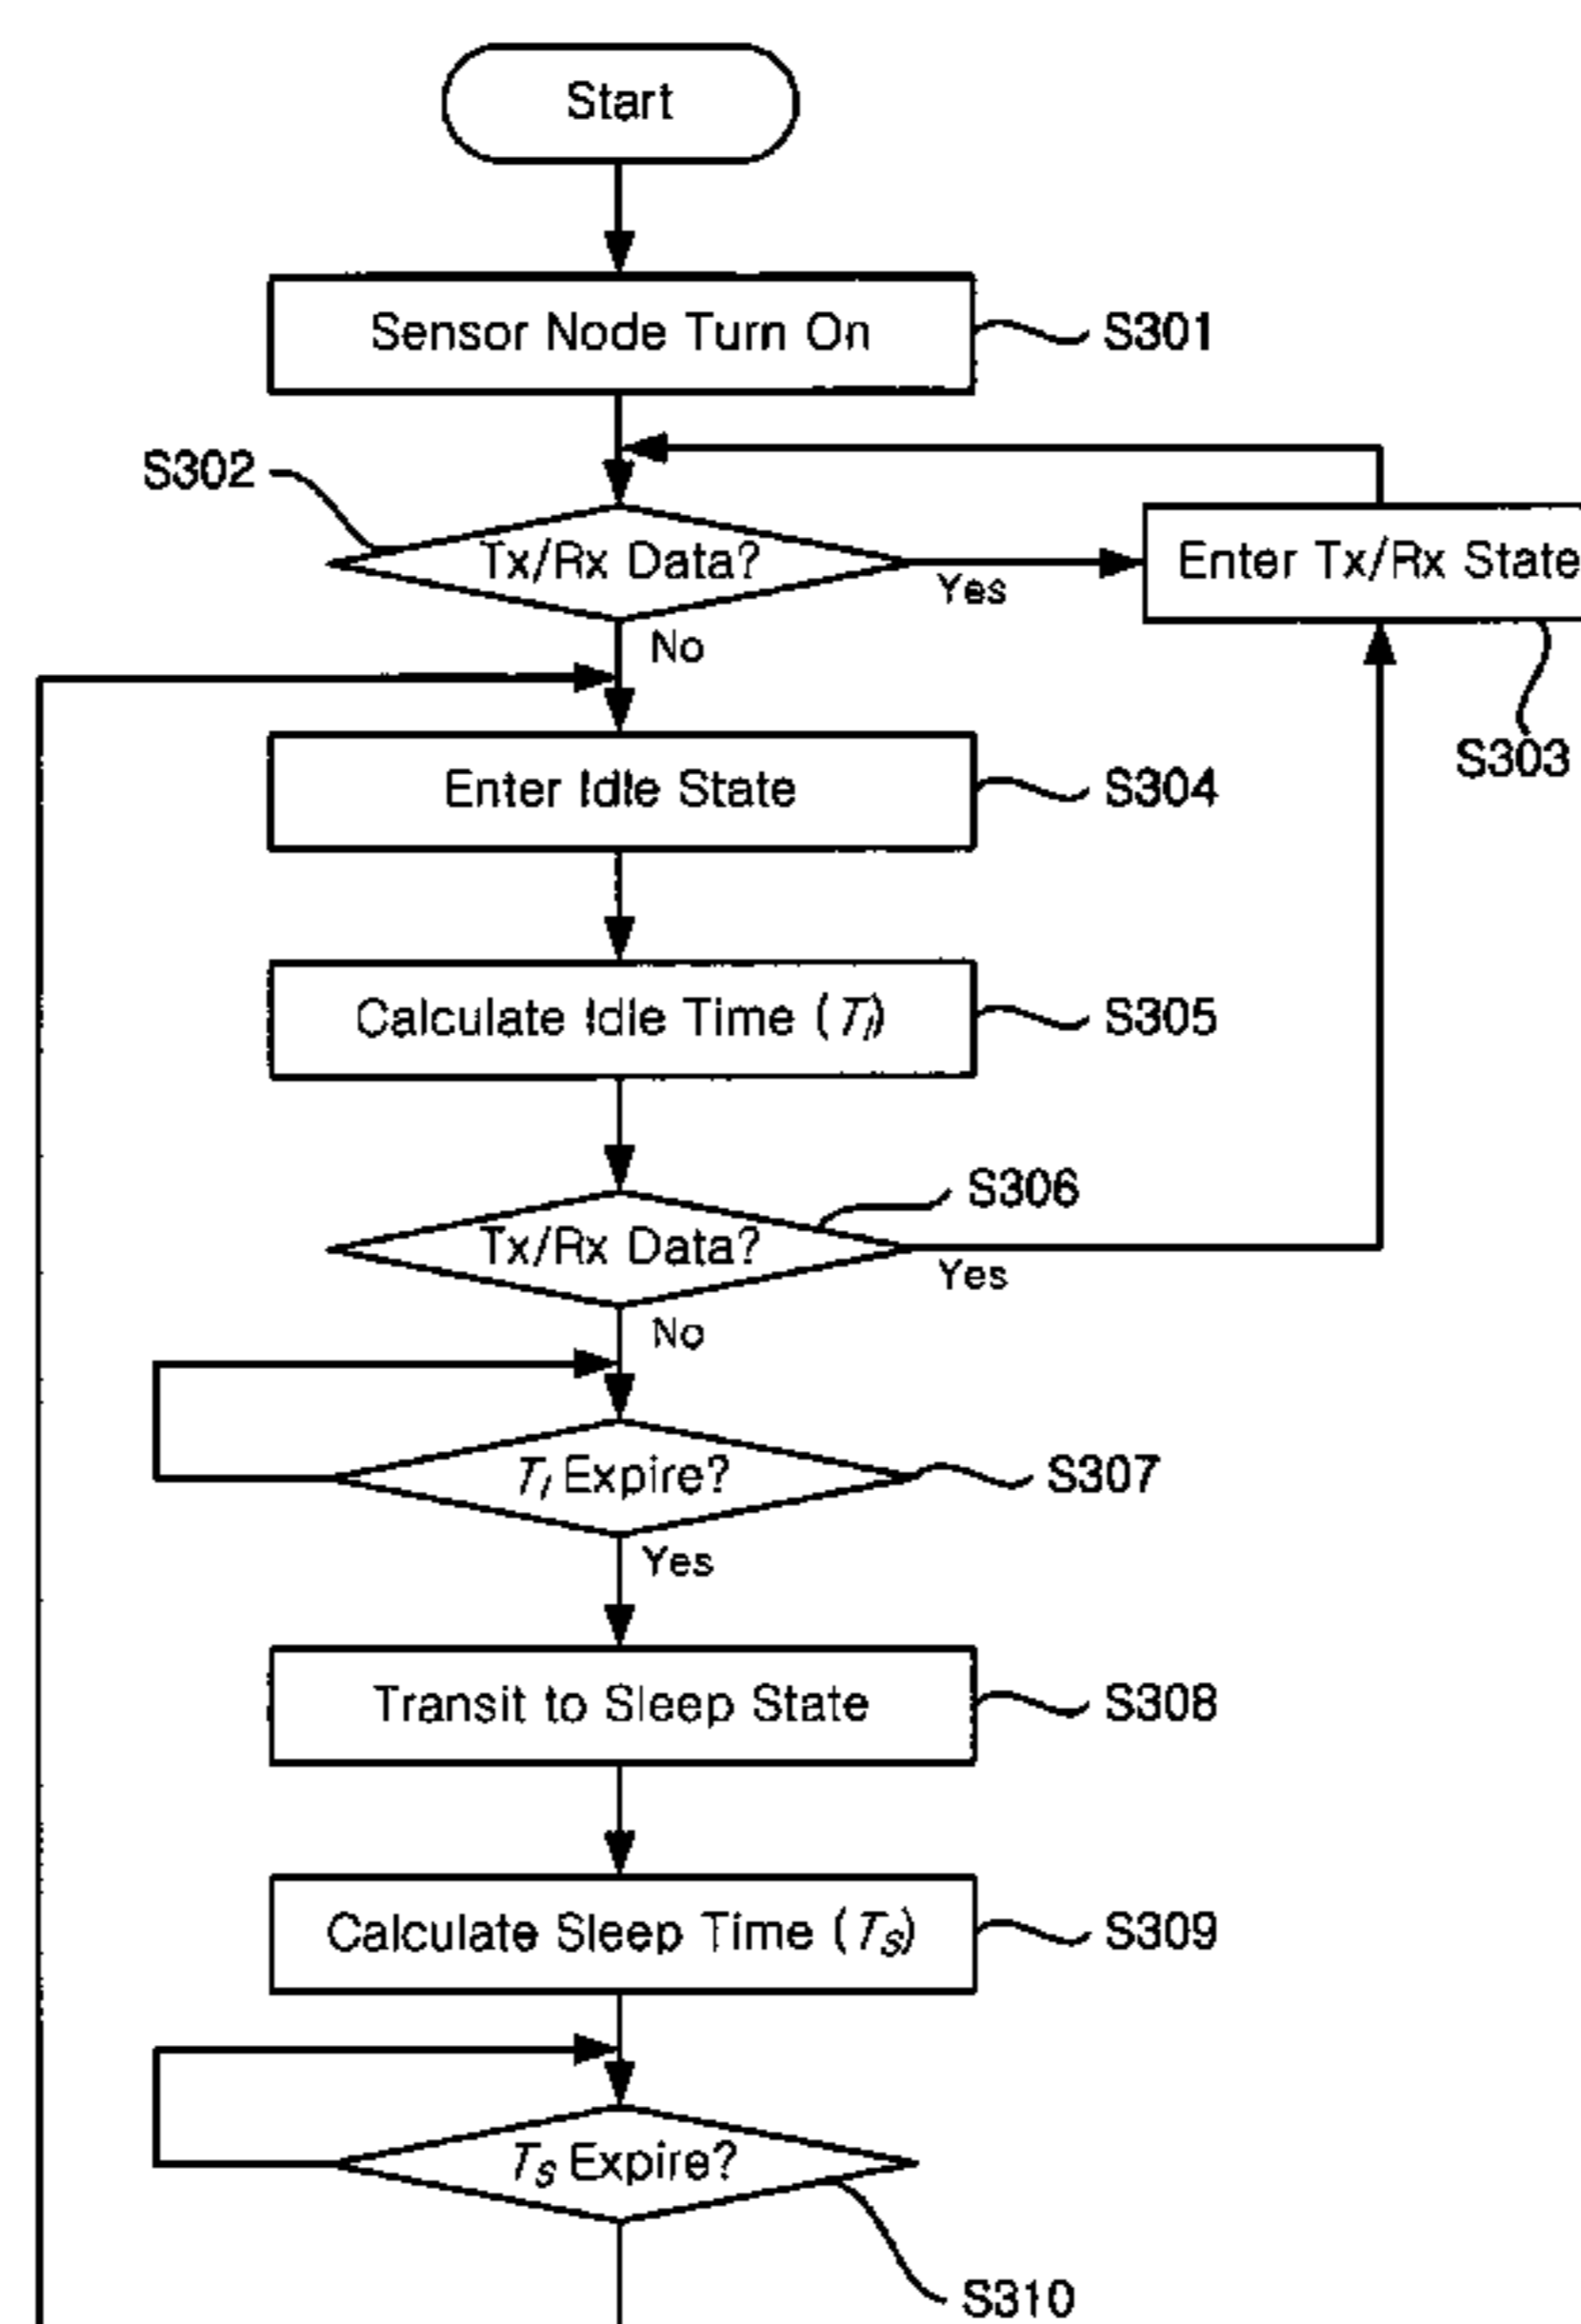 Start
Sensor Node Turn On
S301
S302
Tx/Rx Data?
Yes
Enter Tx/Rx State
No
S303
Enter Idle State
S304
Calculate Idle Time (TI)
S305
S306
Tx/Rx Data?
Yes
No
TI Expire?
S307
Yes
Transit to Sleep State
S308
Calculate Sleep Time (TS)
S309
TS Expire?
S310